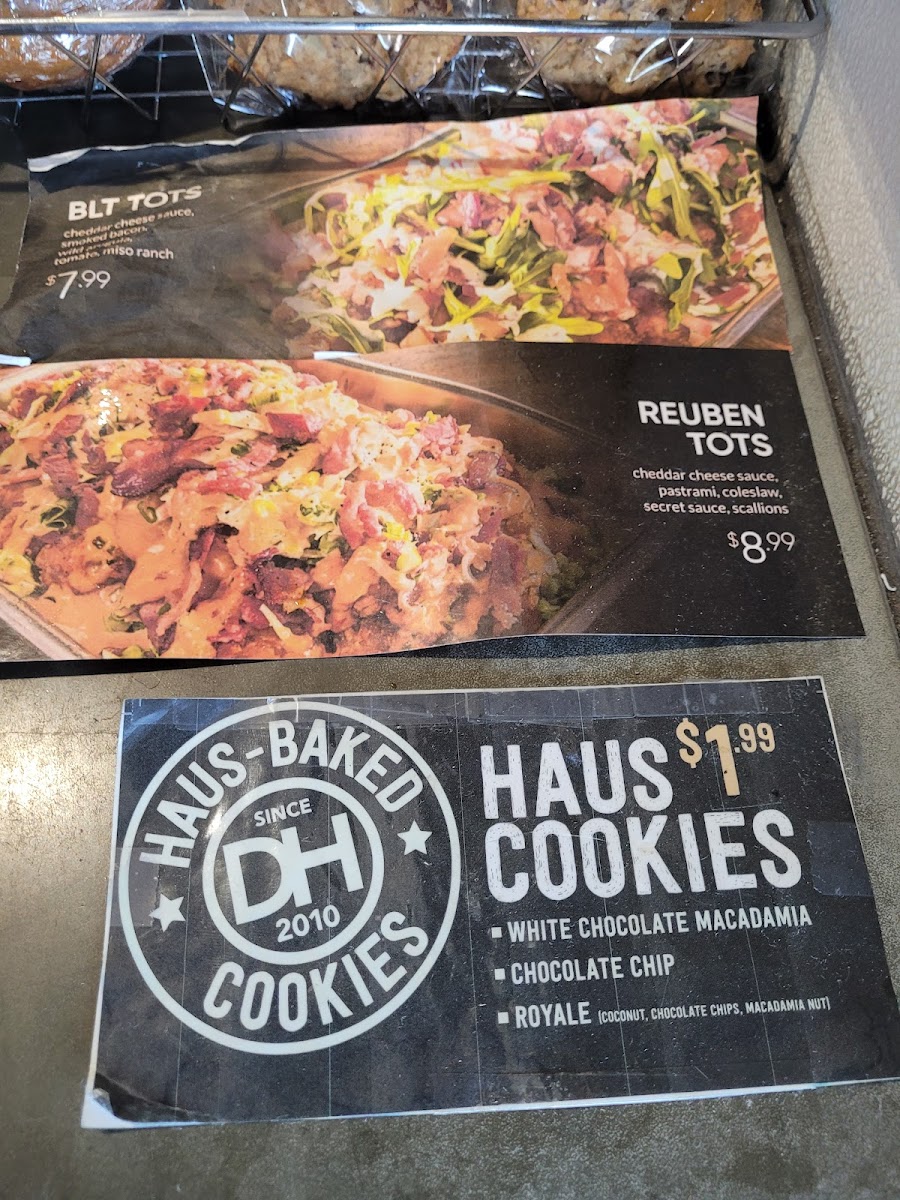 BLT TOTS
cheddar cheese sauce,
smoked bacon,
wild arugula,
tomato, miso ranch
$7.99
REUBEN
TOTS
cheddar cheese sauce,
pastrami, coleslaw,
secret sauce, scallions
$8.99
HAUS-BAKED
SINCE
DH
2010
COOKIES
HAUS $1.99
COOKIES
▪ WHITE CHOCOLATE MACADAMIA
▪ CHOCOLATE CHIP
▪ ROYALE (COCONUT, CHOCOLATE CHIPS, MACADAMIA NUT)